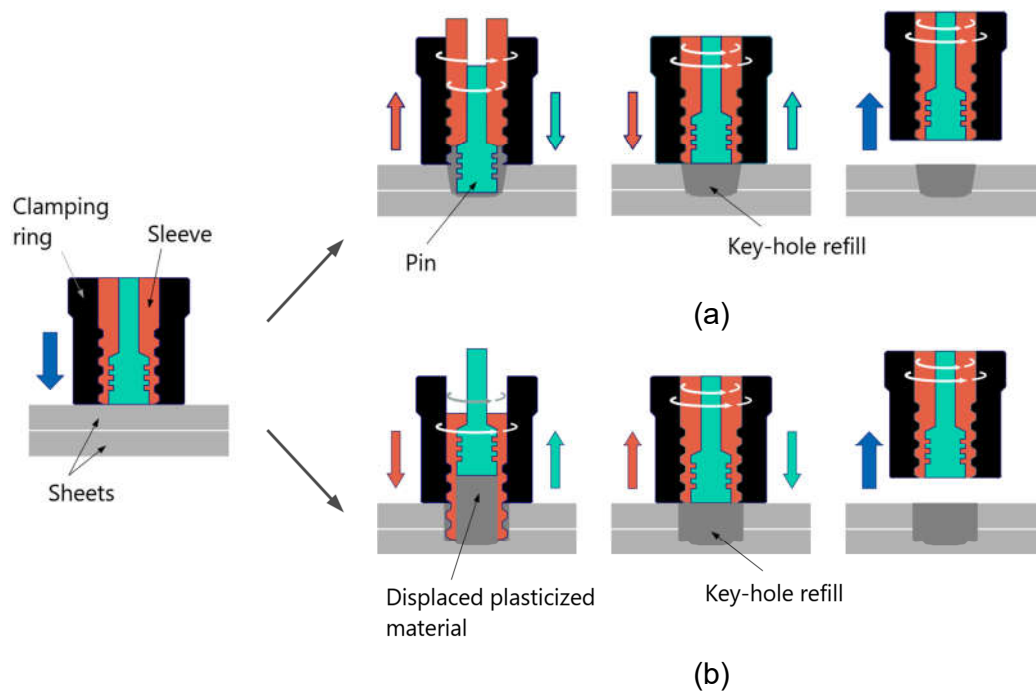 Clamping
ring
Sleeve
Sheets
Pin
Key-hole refill
(a)
Displaced plasticized
material
Key-hole refill
(b)